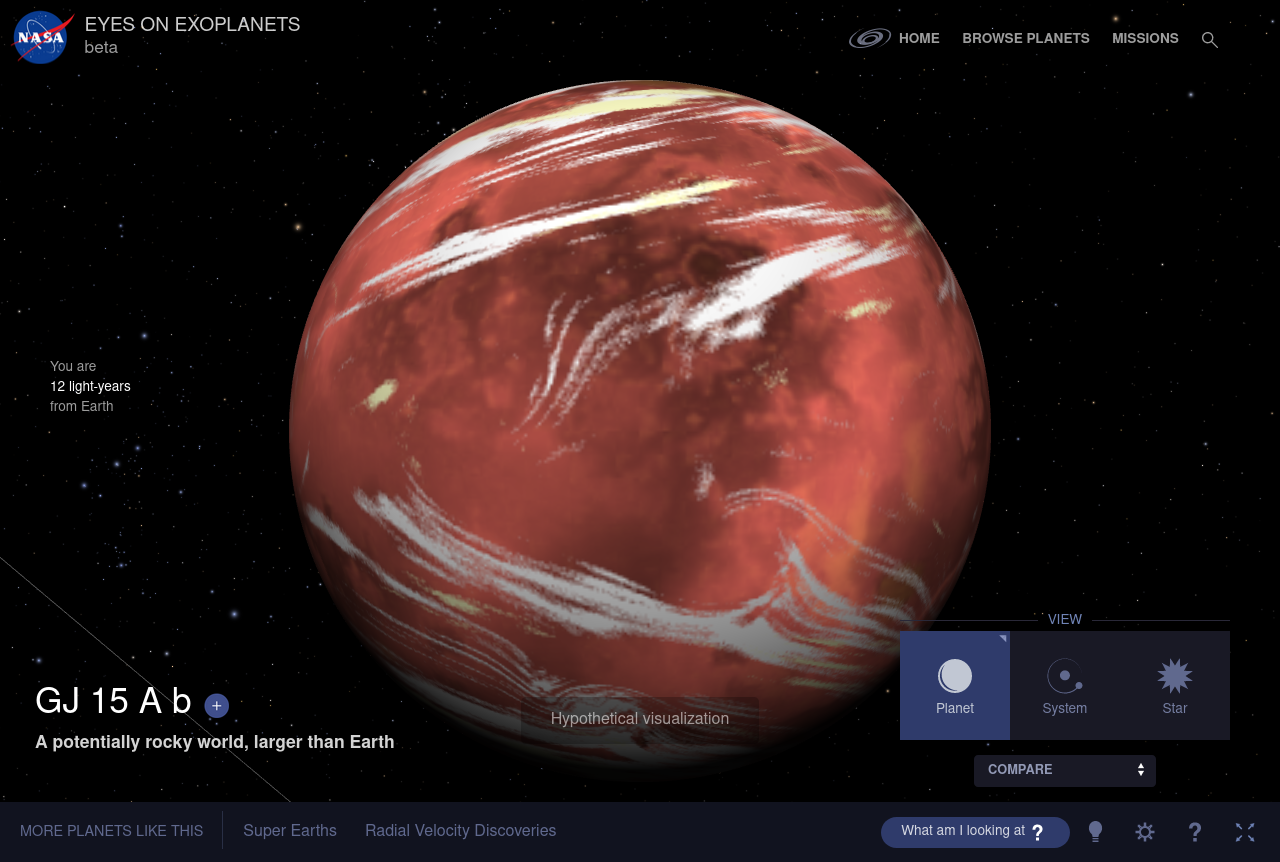 NASA
EYES ON EXOPLANETS
beta
HOME
BROWSE PLANETS
MISSIONS
You are
12 light-years
from Earth
VIEW
Planet
System
Star
GJ 15 A b +
A potentially rocky world, larger than Earth
Hypothetical visualization
COMPARE
MORE PLANETS LIKE THIS
Super Earths
Radial Velocity Discoveries
What am I looking at ?
?